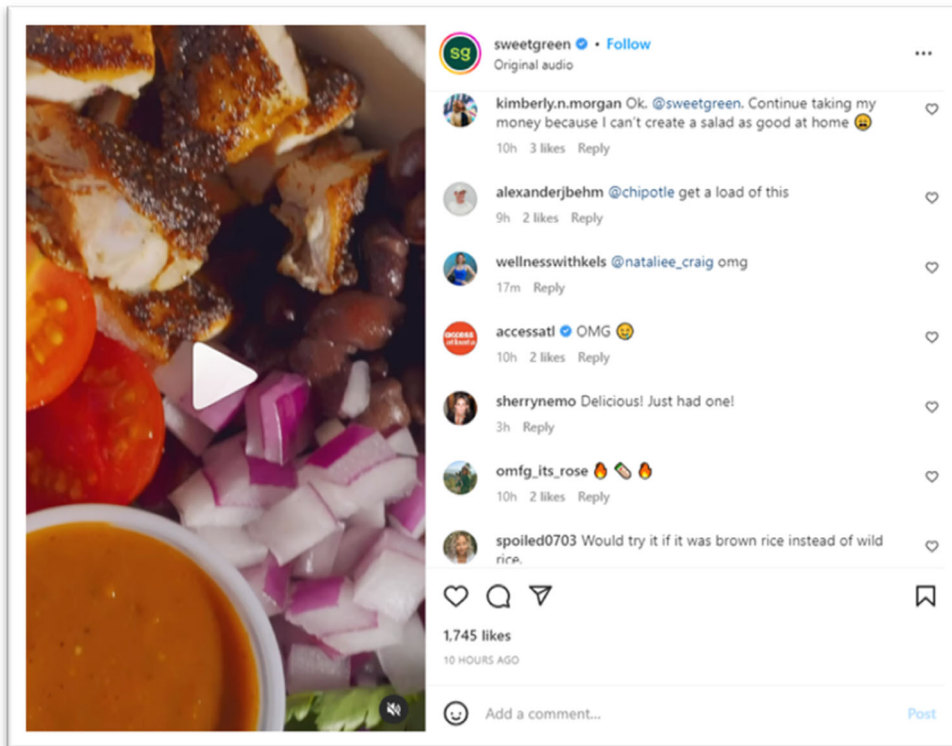 sg
sweetgreen • Follow
Original audio
kimberly.n.morgan Ok. @sweetgreen. Continue taking my
money because I can't create a salad as good at home 😩
10h 3 likes Reply
alexanderjbehm @chipotle get a load of this
9h 2 likes Reply
wellnesswithkels @nataliee_craig omg
17m Reply
access
atlanta
accessatl OMG 😊
10h 2 likes Reply
sherrynemo Delicious! Just had one!
3h Reply
omfg_its_rose 🔥 🌯 🔥
10h 2 likes Reply
spoiled0703 Would try it if it was brown rice instead of wild
rice.
1,745 likes
10 HOURS AGO
Add a comment... Post